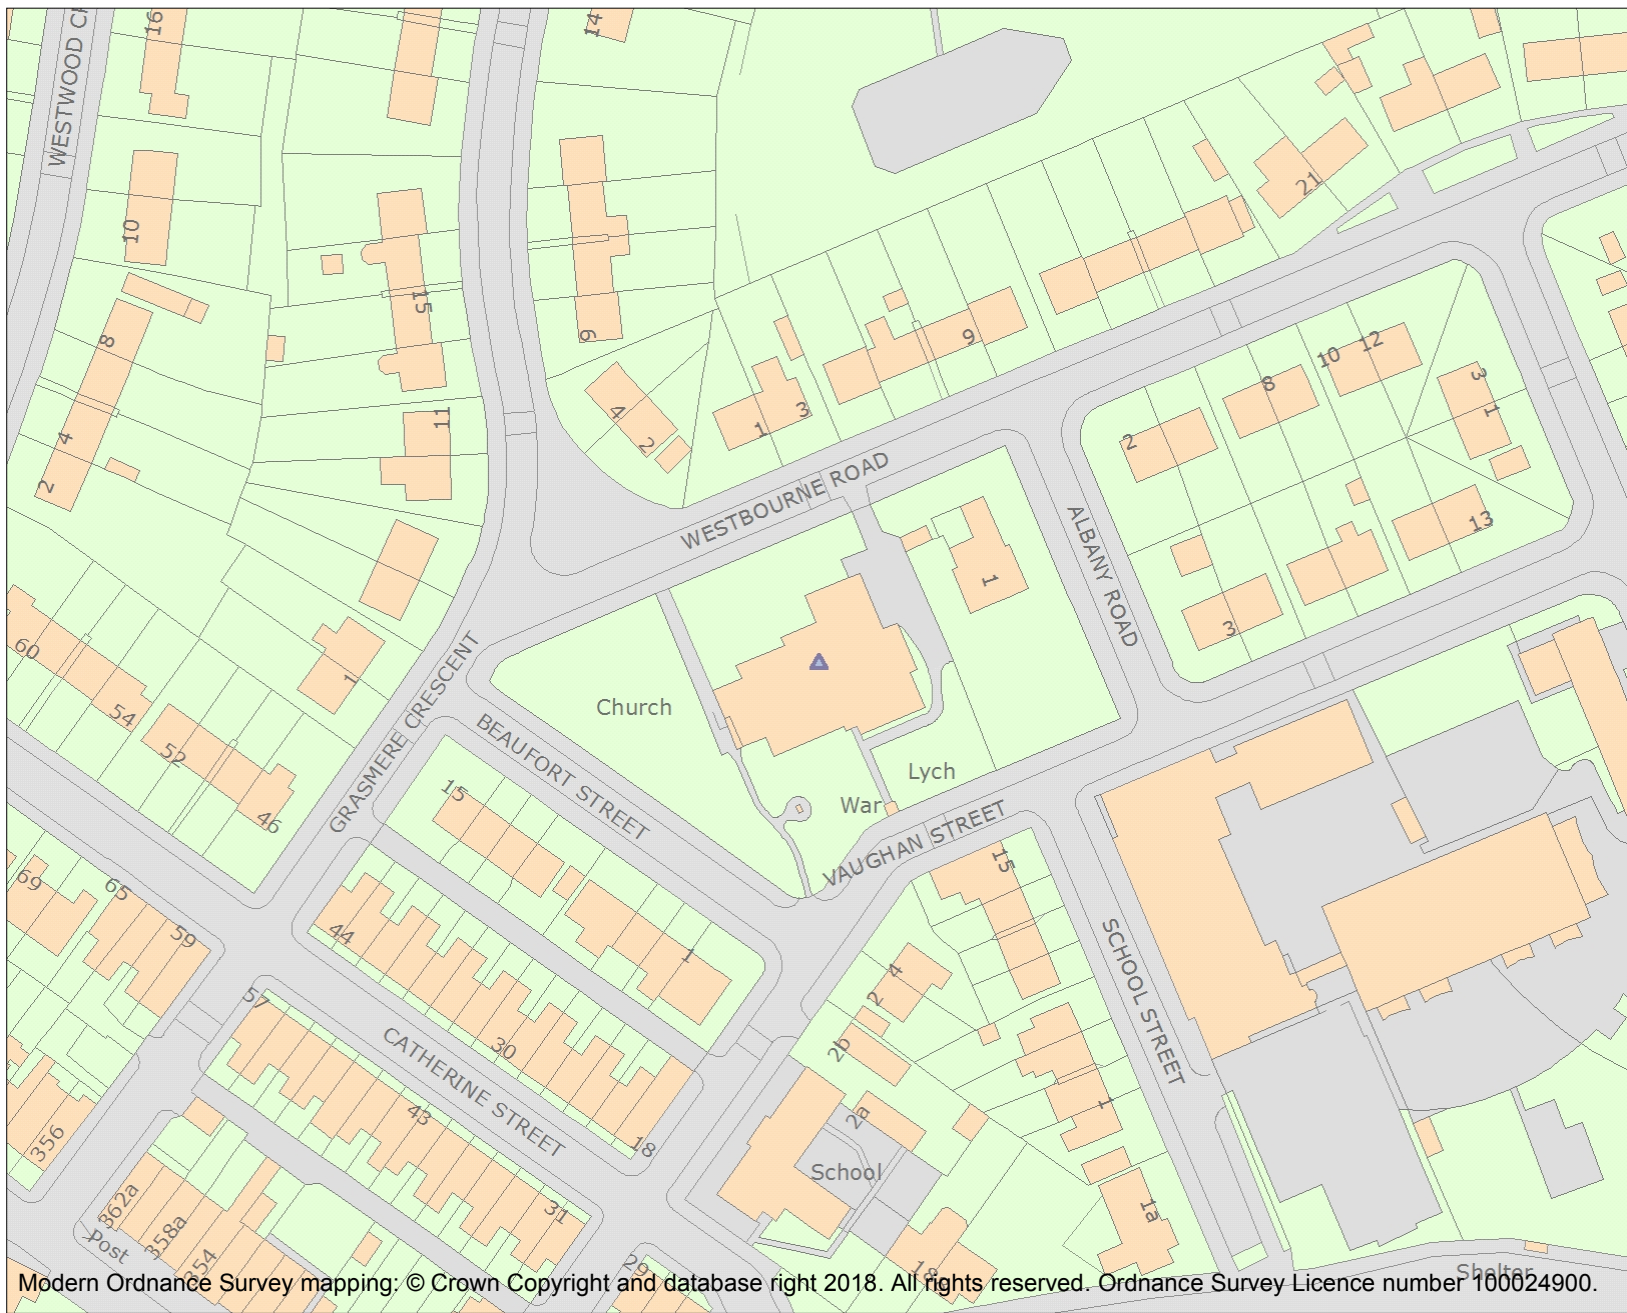 16
14
WESTWOOD CR
10
21
15
8
6
9
12
10
8
3
1
11
4
2
3
1
2
4
2
WESTBOURNE ROAD
13
ALBANY ROAD
1
3
60
1
54
GRASMERE CRESCENT
Church
52
BEAUFORT STREET
Lych
15
War
46
VAUGHAN STREET
15
69
65
44
59
1
4
2
SCHOOL STREET
57
30
2b
CATHERINE STREET
43
2a
1
356
18
School
362a
31
1a
358a
Post
354
29
18
Shelter
Modern Ordnance Survey mapping: © Crown Copyright and database right 2018. All rights reserved. Ordnance Survey Licence number 100024900.